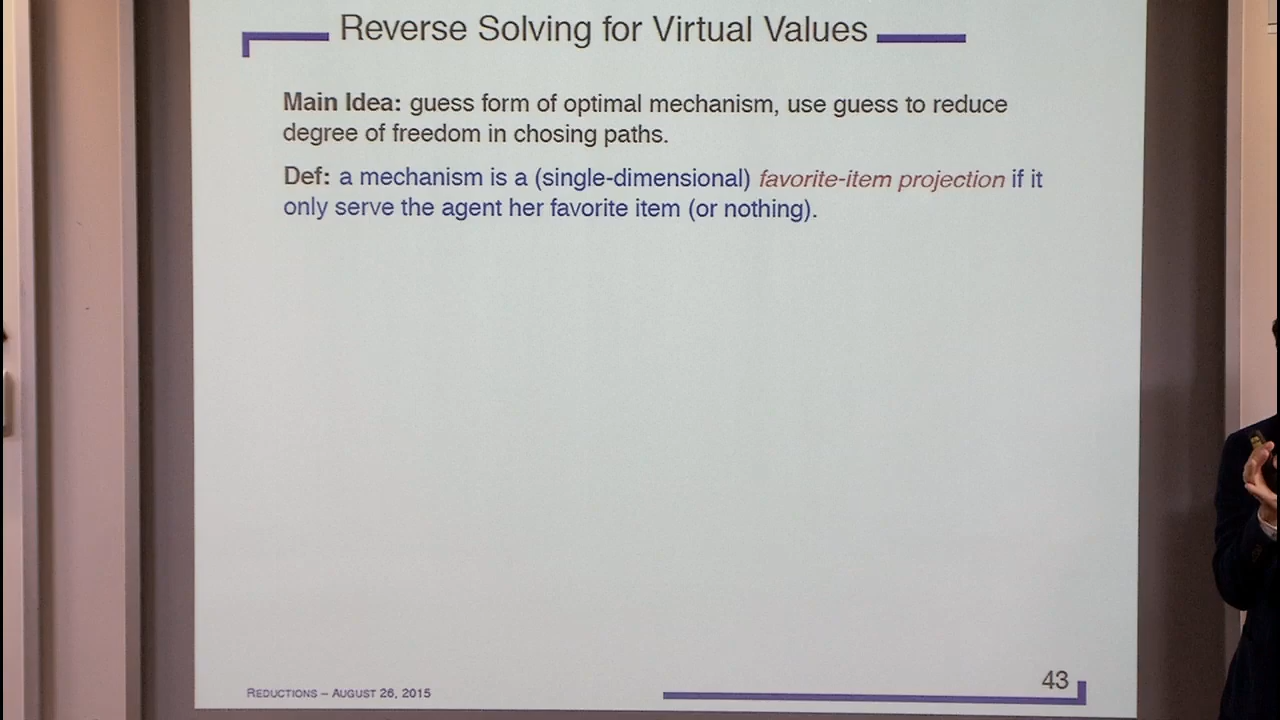 Reverse Solving for Virtual Values
Main Idea: guess form of optimal mechanism, use guess to reduce
degree of freedom in chosing paths.
Def: a mechanism is a (single-dimensional) favorite-item projection if it
only serve the agent her favorite item (or nothing).
REDUCTIONS – AUGUST 26, 2015
43